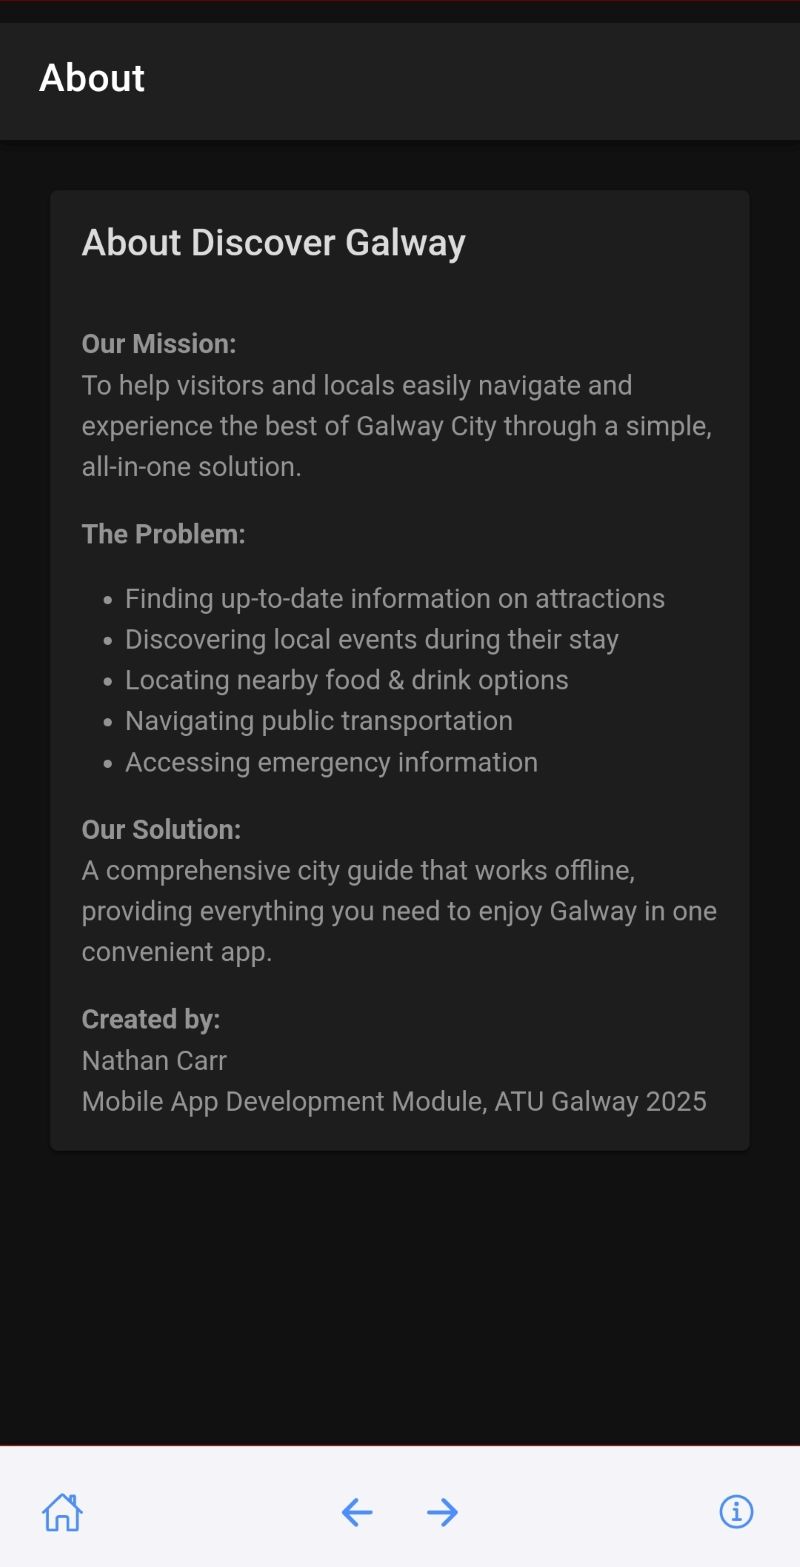 About
About Discover Galway
Our Mission:
To help visitors and locals easily navigate and
experience the best of Galway City through a simple,
all-in-one solution.
The Problem:
• Finding up-to-date information on attractions
• Discovering local events during their stay
• Locating nearby food & drink options
• Navigating public transportation
• Accessing emergency information
Our Solution:
A comprehensive city guide that works offline,
providing everything you need to enjoy Galway in one
convenient app.
Created by:
Nathan Carr
Mobile App Development Module, ATU Galway 2025